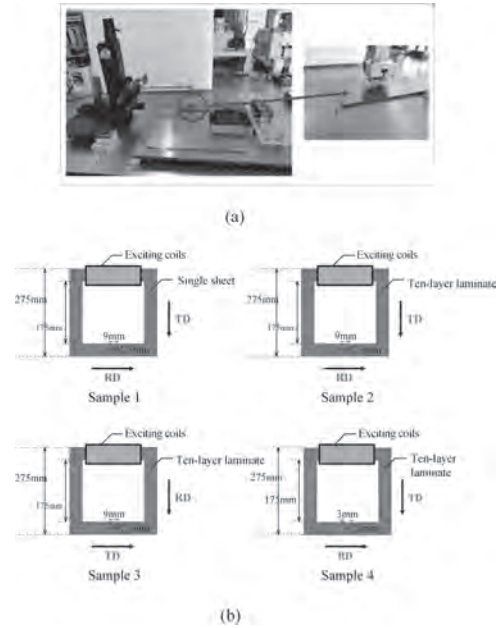 (a)
Exciting coils
Single sheet
275mm
175mm
9mm
TD
RD
Sample 1
Exciting coils
Ten-layer laminate
275mm
175mm
9mm
TD
RD
Sample 2
Exciting coils
Ten-layer laminate
275mm
175mm
9mm
RD
TD
Sample 3
Exciting coils
Ten-layer
laminate
275mm
175mm
3mm
TD
RD
Sample 4
(b)